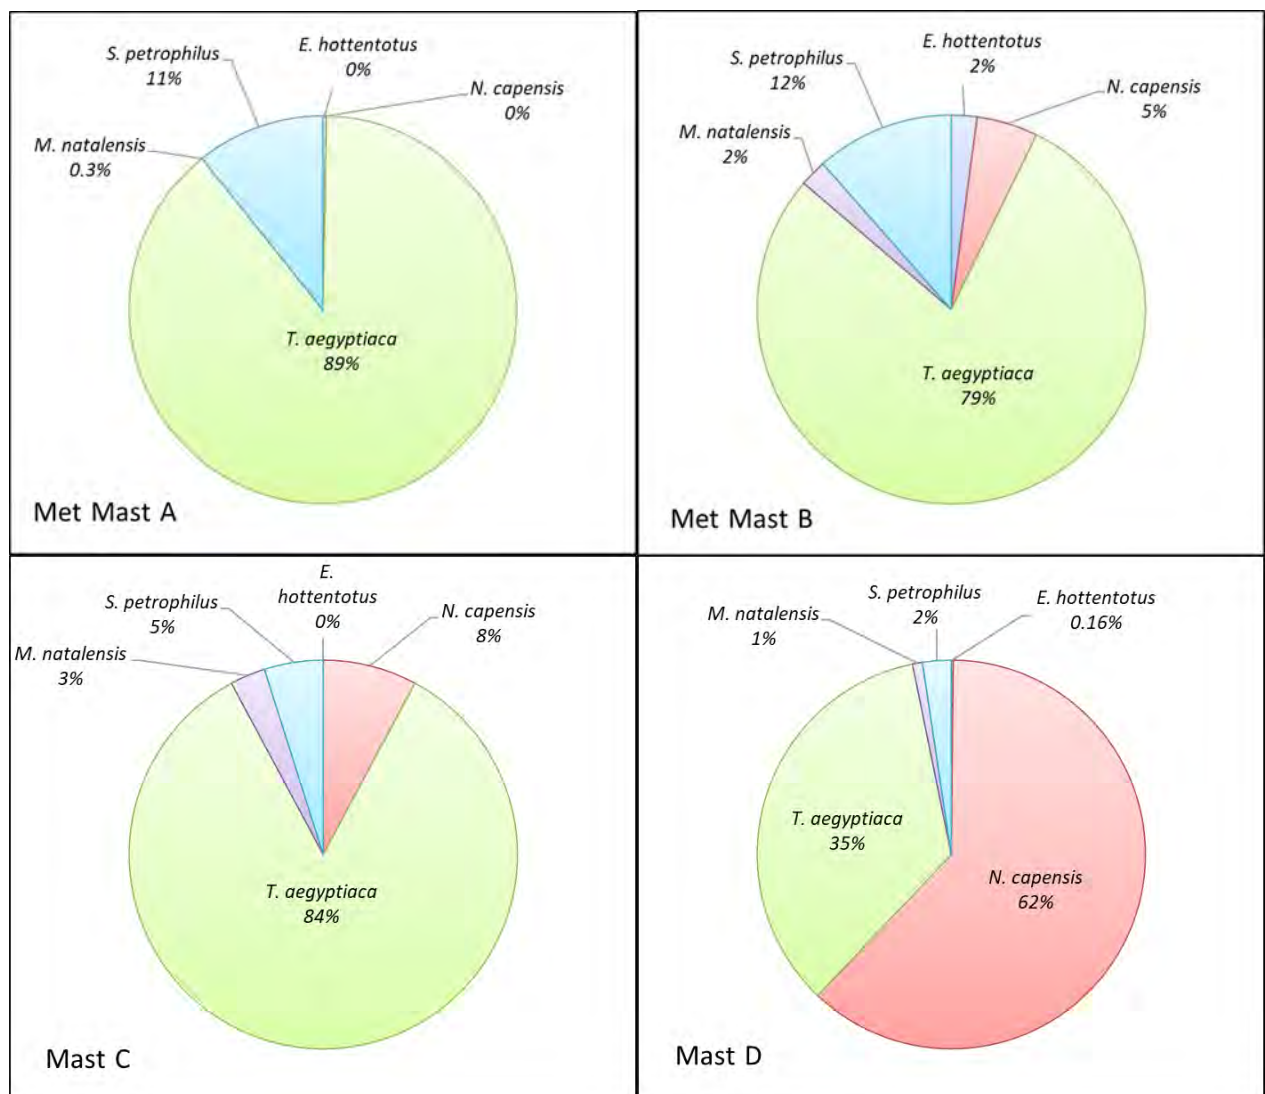 S. petrophilus
11%
E. hottentotus
0%
N. capensis
0%
M. natalensis
0.3%
T. aegyptiaca
89%
Met Mast A
S. petrophilus
12%
E. hottentotus
2%
N. capensis
5%
M. natalensis
2%
T. aegyptiaca
79%
Met Mast B
E.
hottentotus
0%
S. petrophilus
5%
N. capensis
8%
M. natalensis
3%
T. aegyptiaca
84%
Mast C
S. petrophilus
2%
E. hottentotus
0.16%
M. natalensis
1%
T. aegyptiaca
35%
N. capensis
62%
Mast D